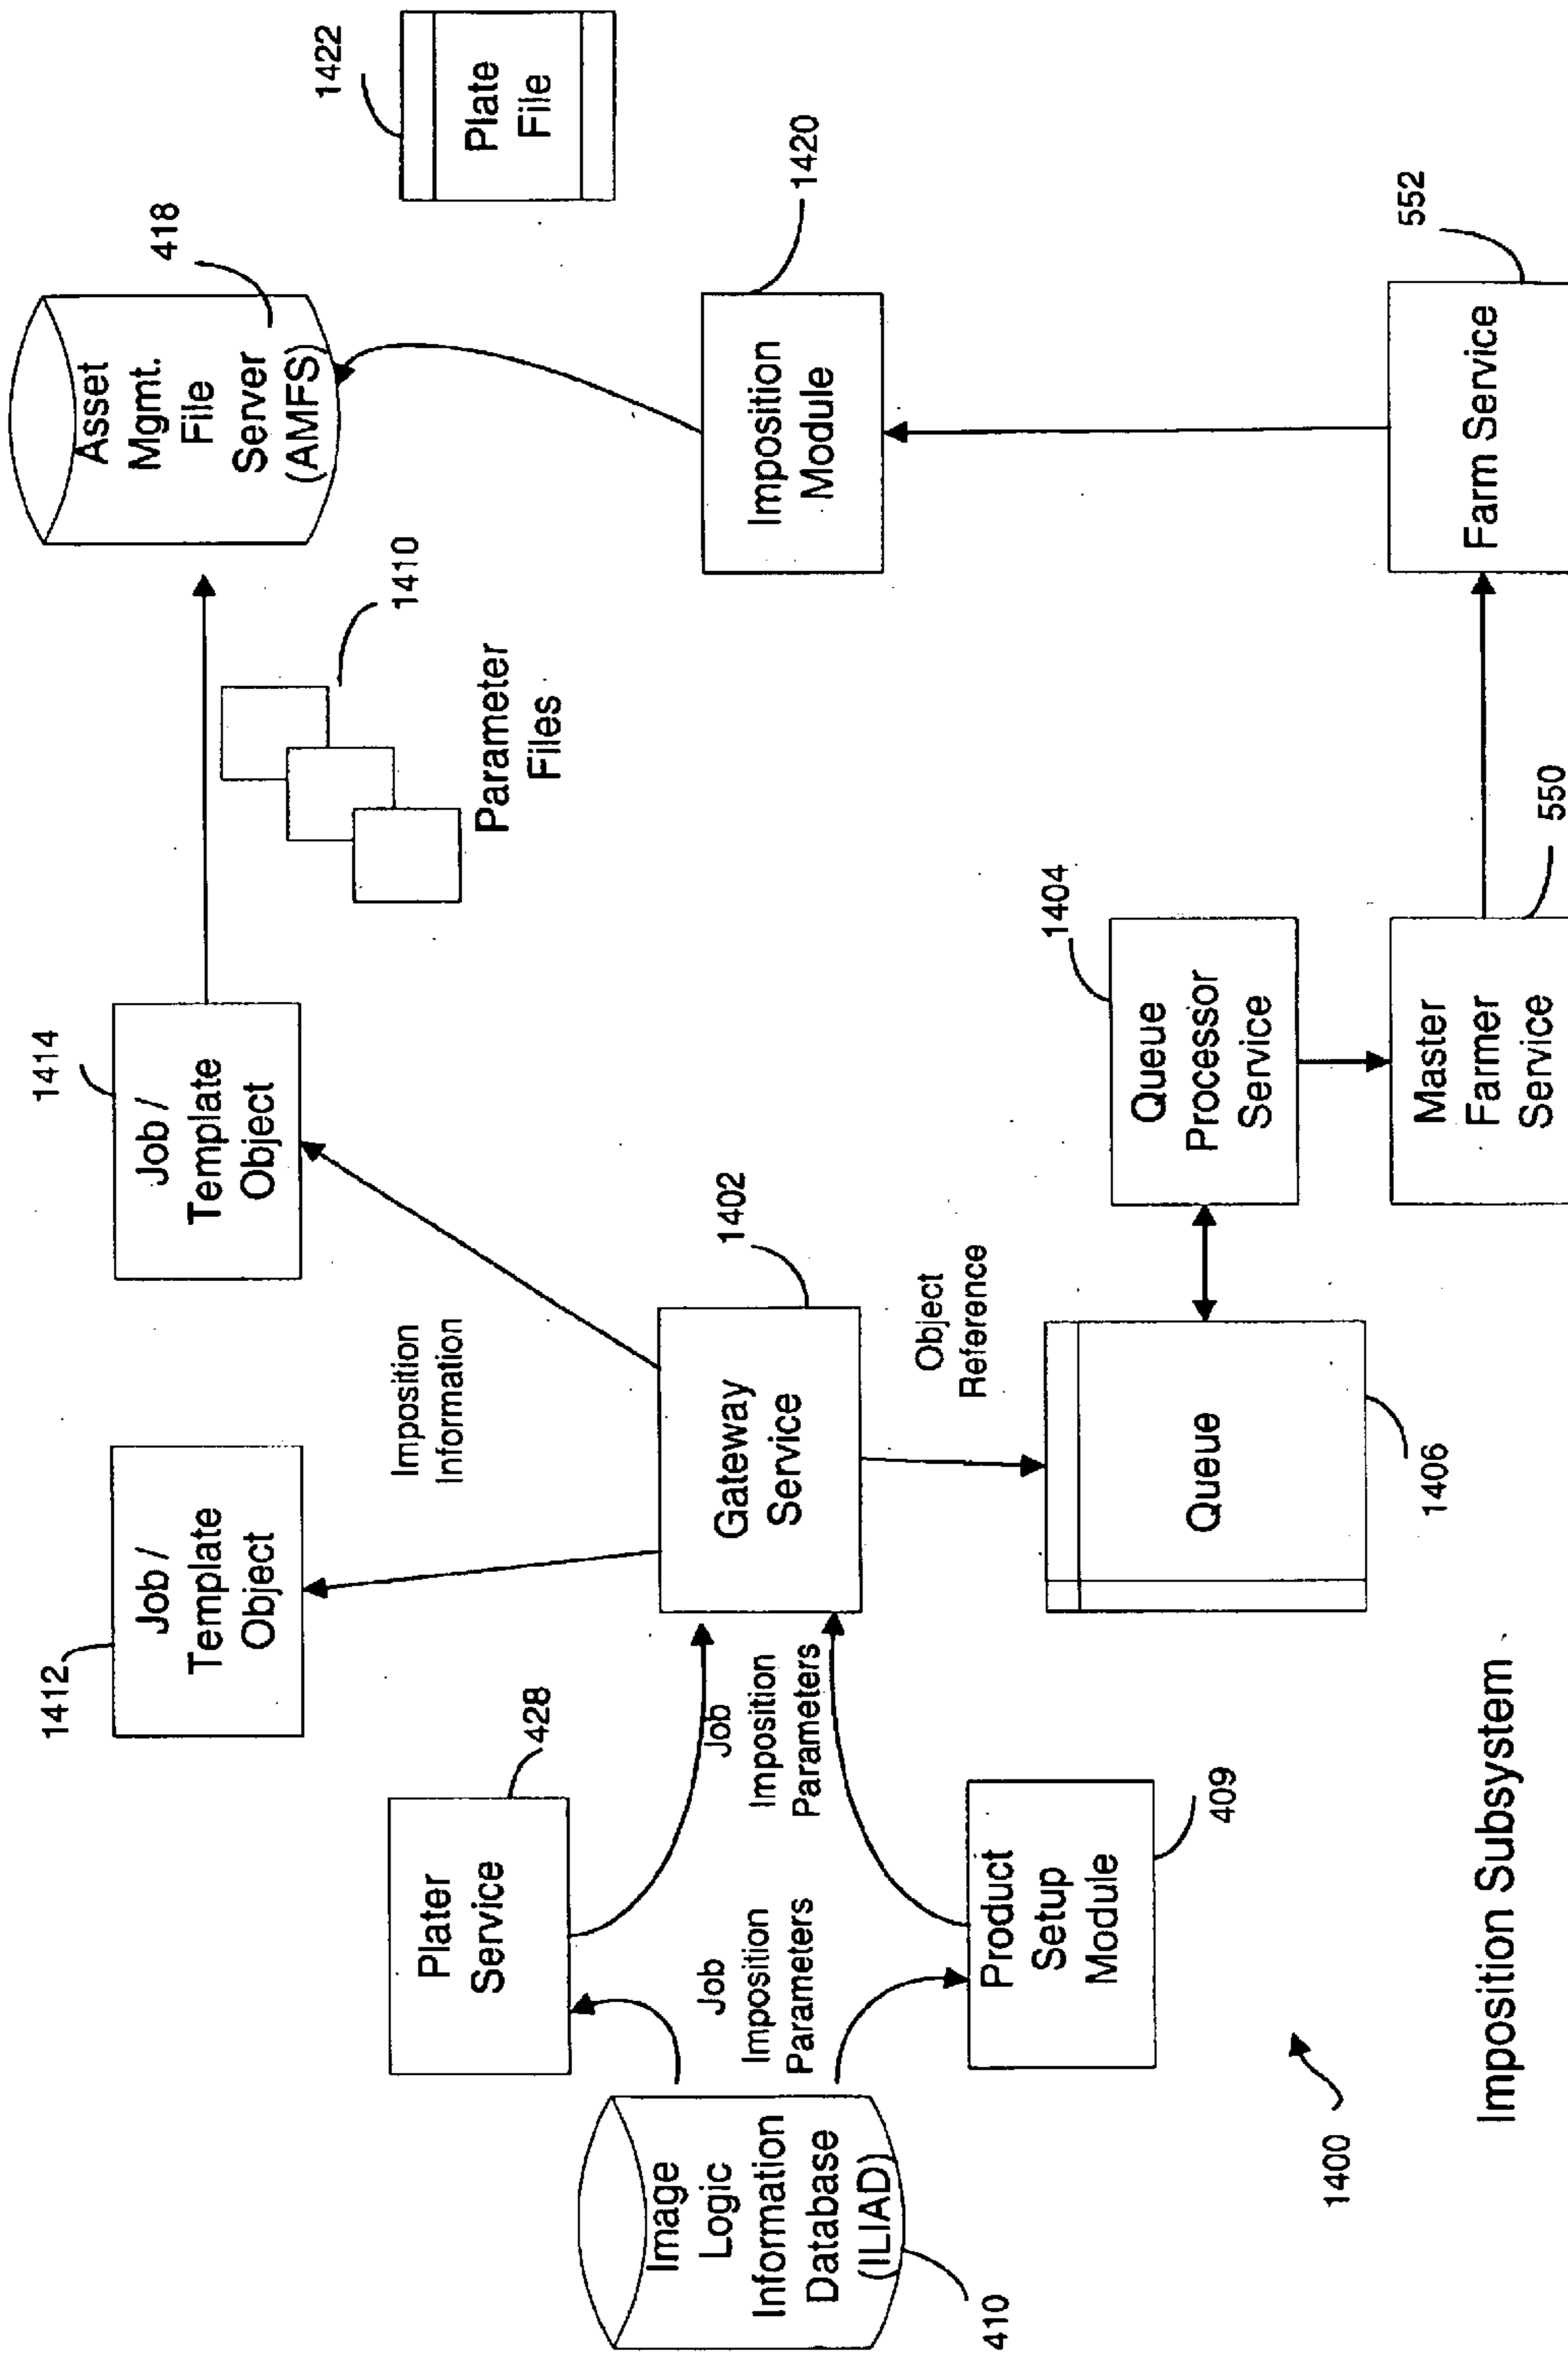 1412
Job /
Template
Object
1414
Job /
Template
Object
Asset
Mgmt.
File
Server
(AMFS)
418
1422
Plate
File
Imposition
Information
1410
Parameter
Files
428
Plater
Service
Image
Logic
Information
Database
(ILIAD)
410
Job
Imposition
Parameters
Job
Imposition
Parameters
Gateway
Service
1402
Imposition
Module
1420
Product
Setup
Module
409
Object
Reference
Queue
1406
Queue
Processor
Service
1404
Master
Farmer
Service
550
Farm Service
552
1400
Imposition Subsystem